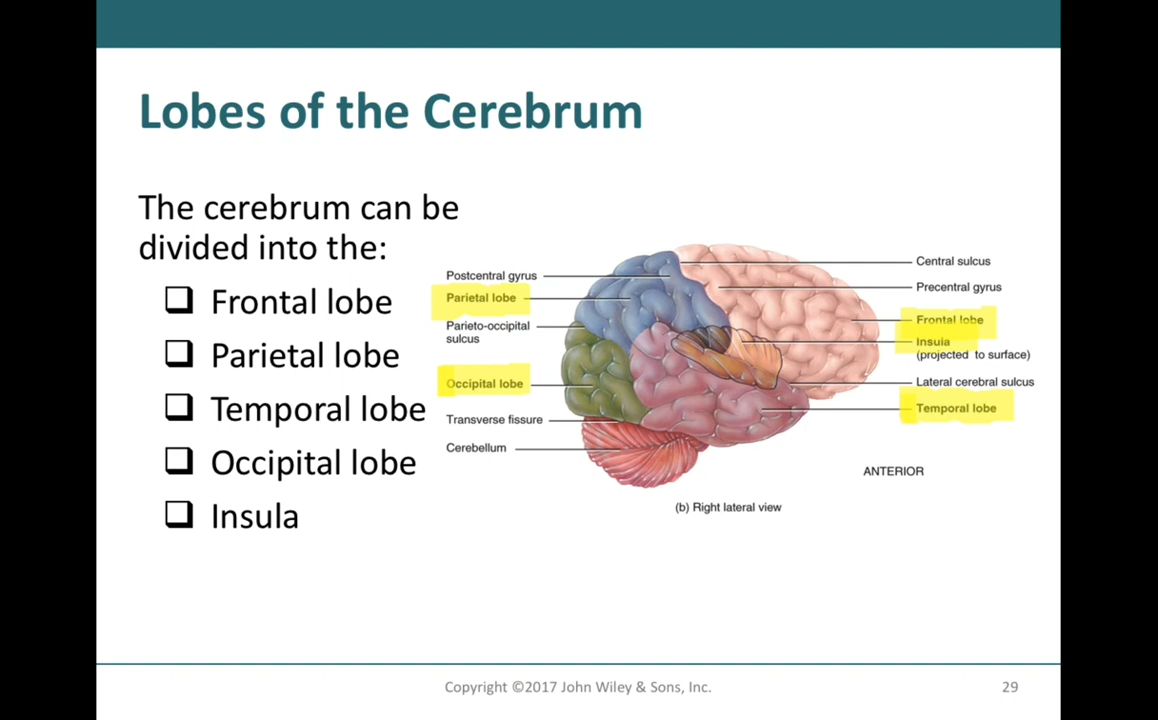 Lobes of the Cerebrum
The cerebrum can be
divided into the:
❑ Frontal lobe
❑ Parietal lobe
❑ Temporal lobe
❑ Occipital lobe
❑ Insula
Postcentral gyrus
Parietal lobe
Parieto-occipital
sulcus
Occipital lobe
Transverse fissure
Cerebellum
Central sulcus
Precentral gyrus
Frontal lobe
Insula
(projected to surface)
Lateral cerebral sulcus
Temporal lobe
ANTERIOR
(b) Right lateral view
Copyright ©2017 John Wiley & Sons, Inc.
29